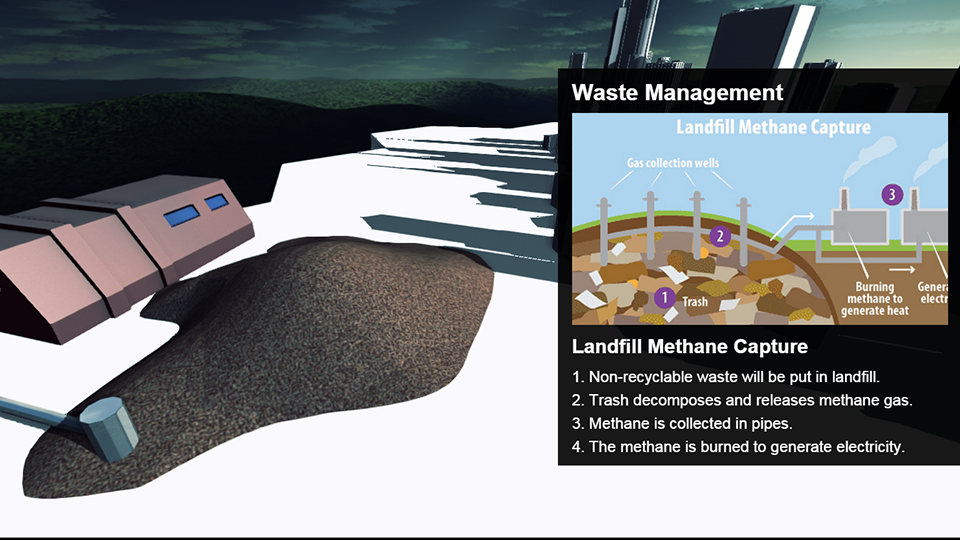 Waste Management
Landfill Methane Capture
Gas collection wells
3
2
1
Trash
Burning
methane to
generate heat
Landfill Methane Capture
1. Non-recyclable waste will be put in landfill.
2. Trash decomposes and releases methane gas.
3. Methane is collected in pipes.
4. The methane is burned to generate electricity.